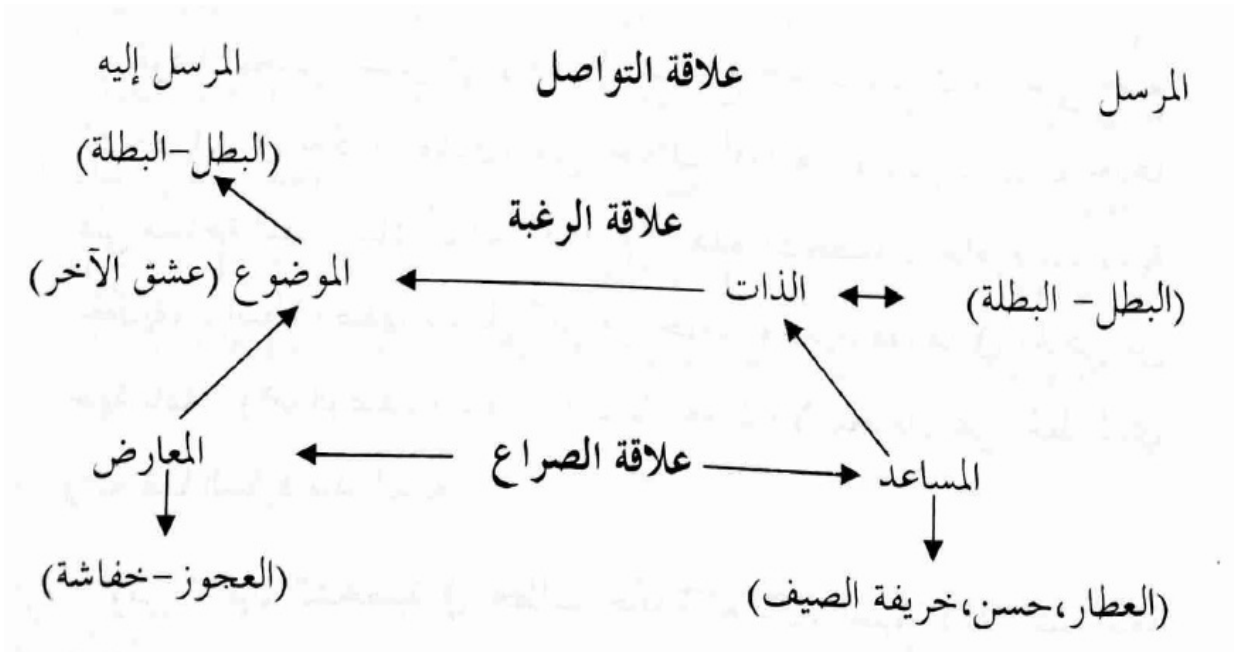 المرسل علاقة التواصل المرسل إليه
(البطل-البطلة)
علاقة الرغبة
(البطل- البطلة) الذات الموضوع (عشق الآخر)
المساعد علاقة الصراع المعارض
(العطار،حسن،خريفة الصيف) (العجوز-خفاشة)